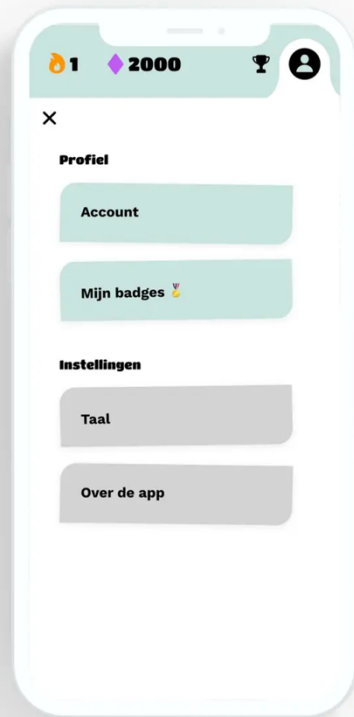 1 2000
Profiel
Account
Mijn badges
Instellingen
Taal
Over de app